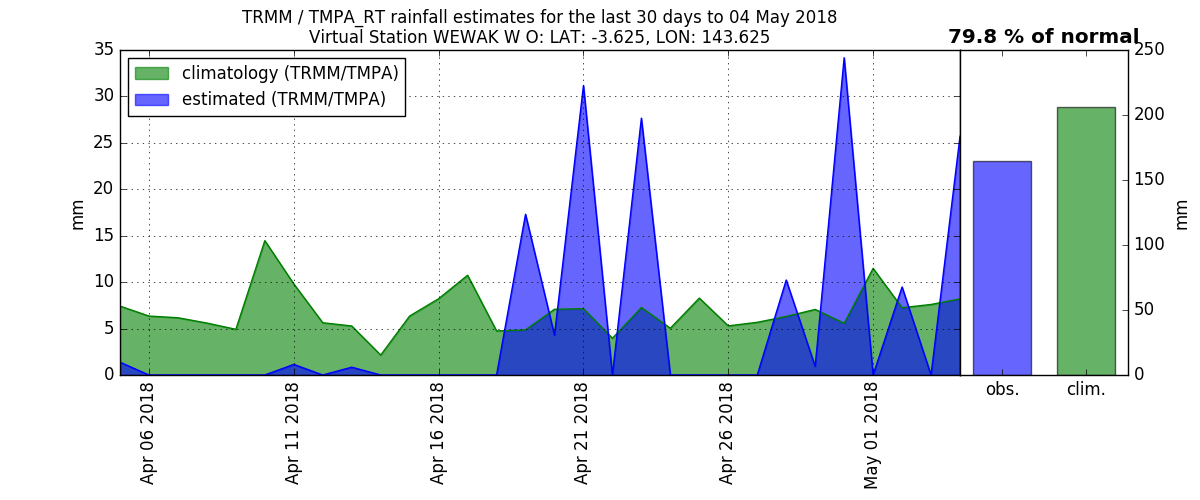 TRMM / TMPA_RT rainfall estimates for the last 30 days to 04 May 2018
Virtual Station WEWAK W O: LAT: -3.625, LON: 143.625
79.8 % of normal
climatology (TRMM/TMPA)
estimated (TRMM/TMPA)
35
30
25
20
15
10
5
0
mm
250
200
150
100
50
0
mm
obs.
clim.
Apr 06 2018
Apr 11 2018
Apr 16 2018
Apr 21 2018
Apr 26 2018
May 01 2018